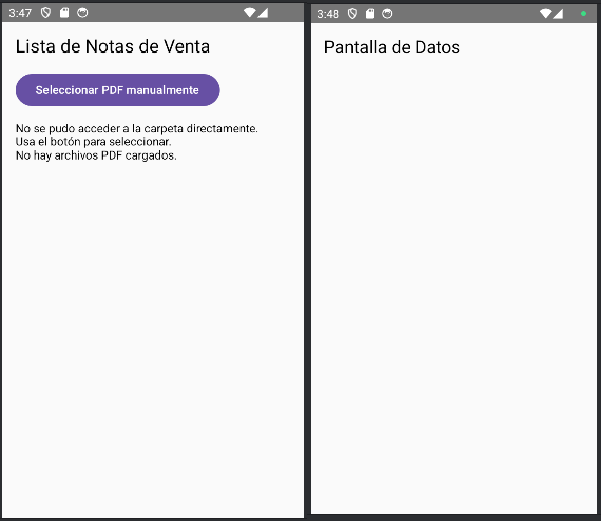 3:47
Lista de Notas de Venta
Seleccionar PDF manualmente
No se pudo acceder a la carpeta directamente.
Usa el botón para seleccionar.
No hay archivos PDF cargados.
3:48
Pantalla de Datos